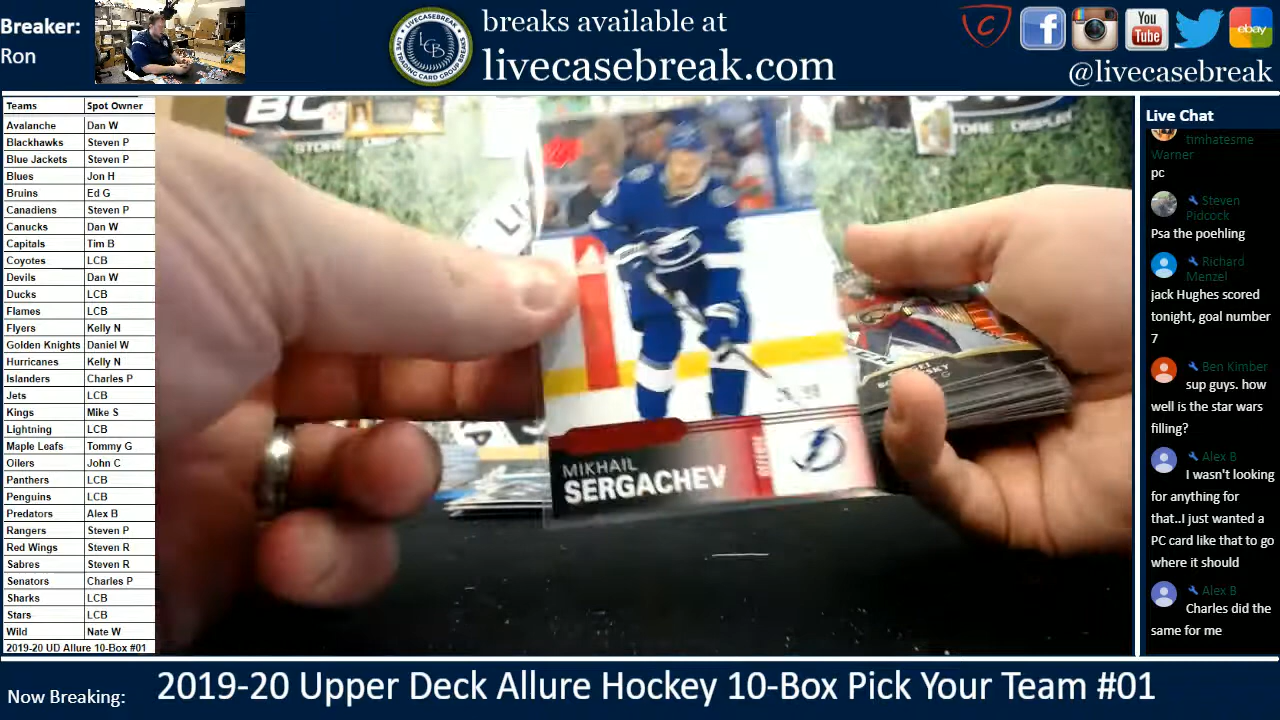 Breaker:
Ron
breaks available at
livecasebreak.com
LCB
You
Tube
ebay
@livecasebreak
Teams Spot Owner
Avalanche Dan W
Blackhawks Steven P
Blue Jackets Steven P
Blues Jon H
Bruins Ed G
Canadiens Steven P
Canucks Dan W
Capitals Tim B
Coyotes LCB
Devils Dan W
Ducks LCB
Flames LCB
Flyers Kelly N
Golden Knights Daniel W
Hurricanes Kelly N
Islanders Charles P
Jets LCB
Kings Mike S
Lightning LCB
Maple Leafs Tommy G
Oilers John C
Panthers LCB
Penguins LCB
Predators Alex B
Rangers Steven P
Red Wings Steven R
Sabres Steven R
Senators Charles P
Sharks LCB
Stars LCB
Wild Nate W
2019-20 UD Allure 10-Box #01
STORE
DISPLAY
MIKHAIL
SERGACHEV
Live Chat
timhatesme
Warner
pc
Steven
Pidcock
Psa the poehling
Richard
Menzel
jack Hughes scored
tonight, goal number
7
Ben Kimber
sup guys. how
well is the star wars
filling?
Alex B
I wasn't looking
for anything for
that..I just wanted a
PC card like that to go
where it should
Alex B
Charles did the
same for me
Now Breaking:
2019-20 Upper Deck Allure Hockey 10-Box Pick Your Team #01